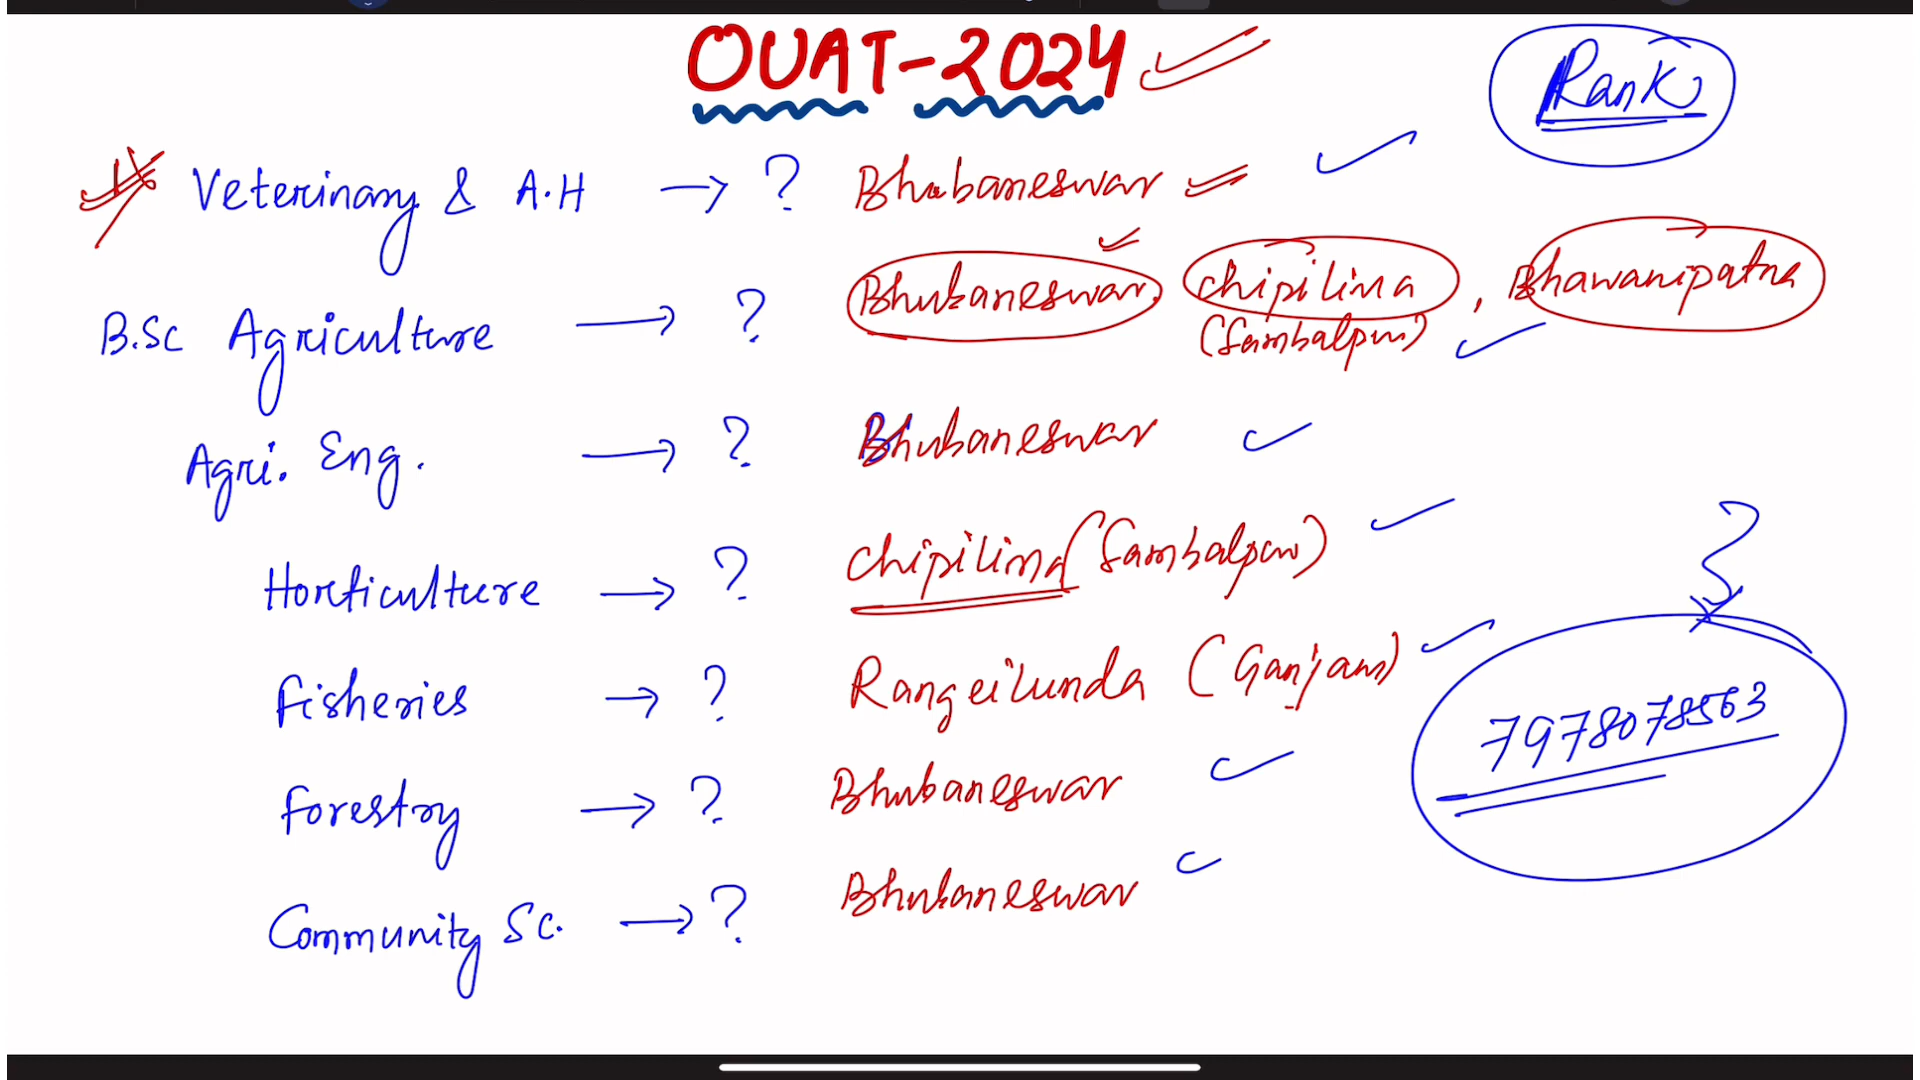 OUAT-2024
Rank
Veterinary & A.H → ? Bhubaneswar
B.Sc Agriculture → ? Bhubaneswar, Chipilima (Sambalpur), Bhawanipatna
Agri. Eng. → ? Bhubaneswar
Horticulture → ? Chipilima (Sambalpur)
Fisheries → ? Rangeilunda (Ganjam)
7978078563
Forestry → ? Bhubaneswar
Community Sc. → ? Bhubaneswar